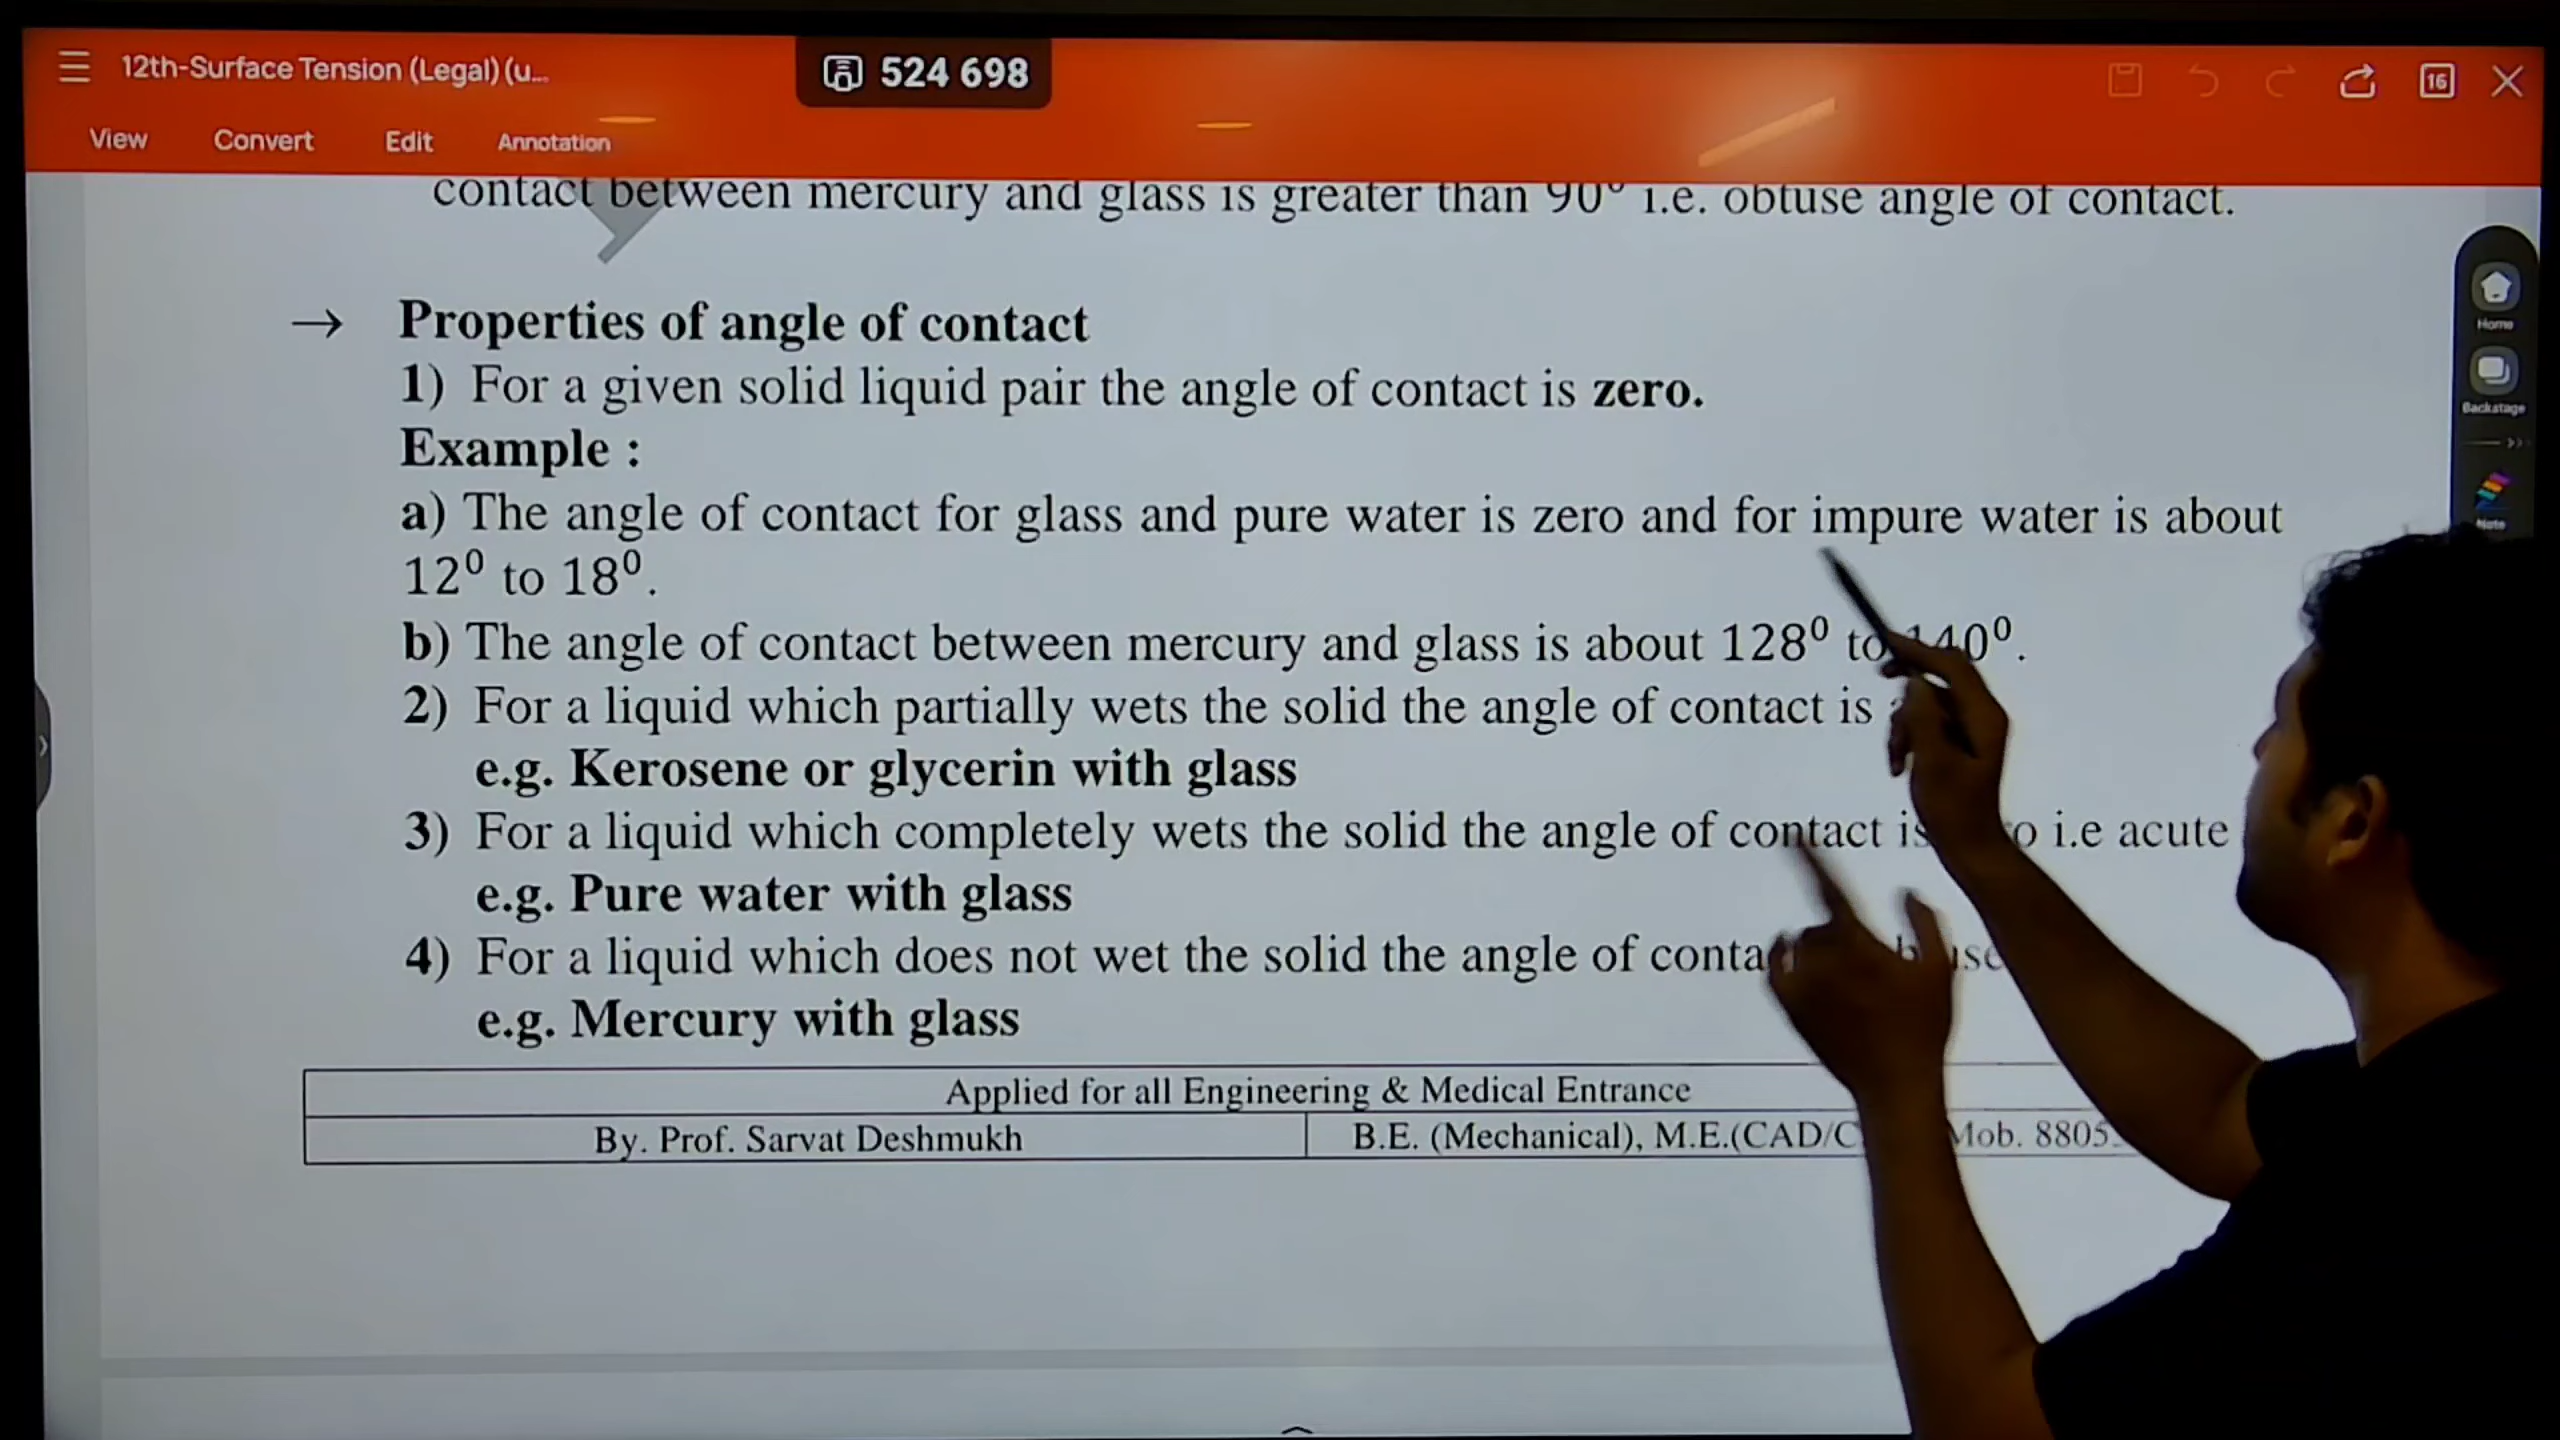 12th-Surface Tension (Legal) (u...
524 698
16
View Convert Edit Annotation
contact between mercury and glass is greater than 90⁰ i.e. obtuse angle of contact.
Home
→ Properties of angle of contact
1) For a given solid liquid pair the angle of contact is zero.
Backstage
Example :
a) The angle of contact for glass and pure water is zero and for impure water is about
Note
12⁰ to 18⁰.
b) The angle of contact between mercury and glass is about 128⁰ to 140⁰.
2) For a liquid which partially wets the solid the angle of contact is
e.g. Kerosene or glycerin with glass
3) For a liquid which completely wets the solid the angle of contact is i.e acute
e.g. Pure water with glass
4) For a liquid which does not wet the solid the angle of
e.g. Mercury with glass
Applied for all Engineering & Medical Entrance
By. Prof. Sarvat Deshmukh
B.E. (Mechanical), M.E.(CAD/C Mob. 8805